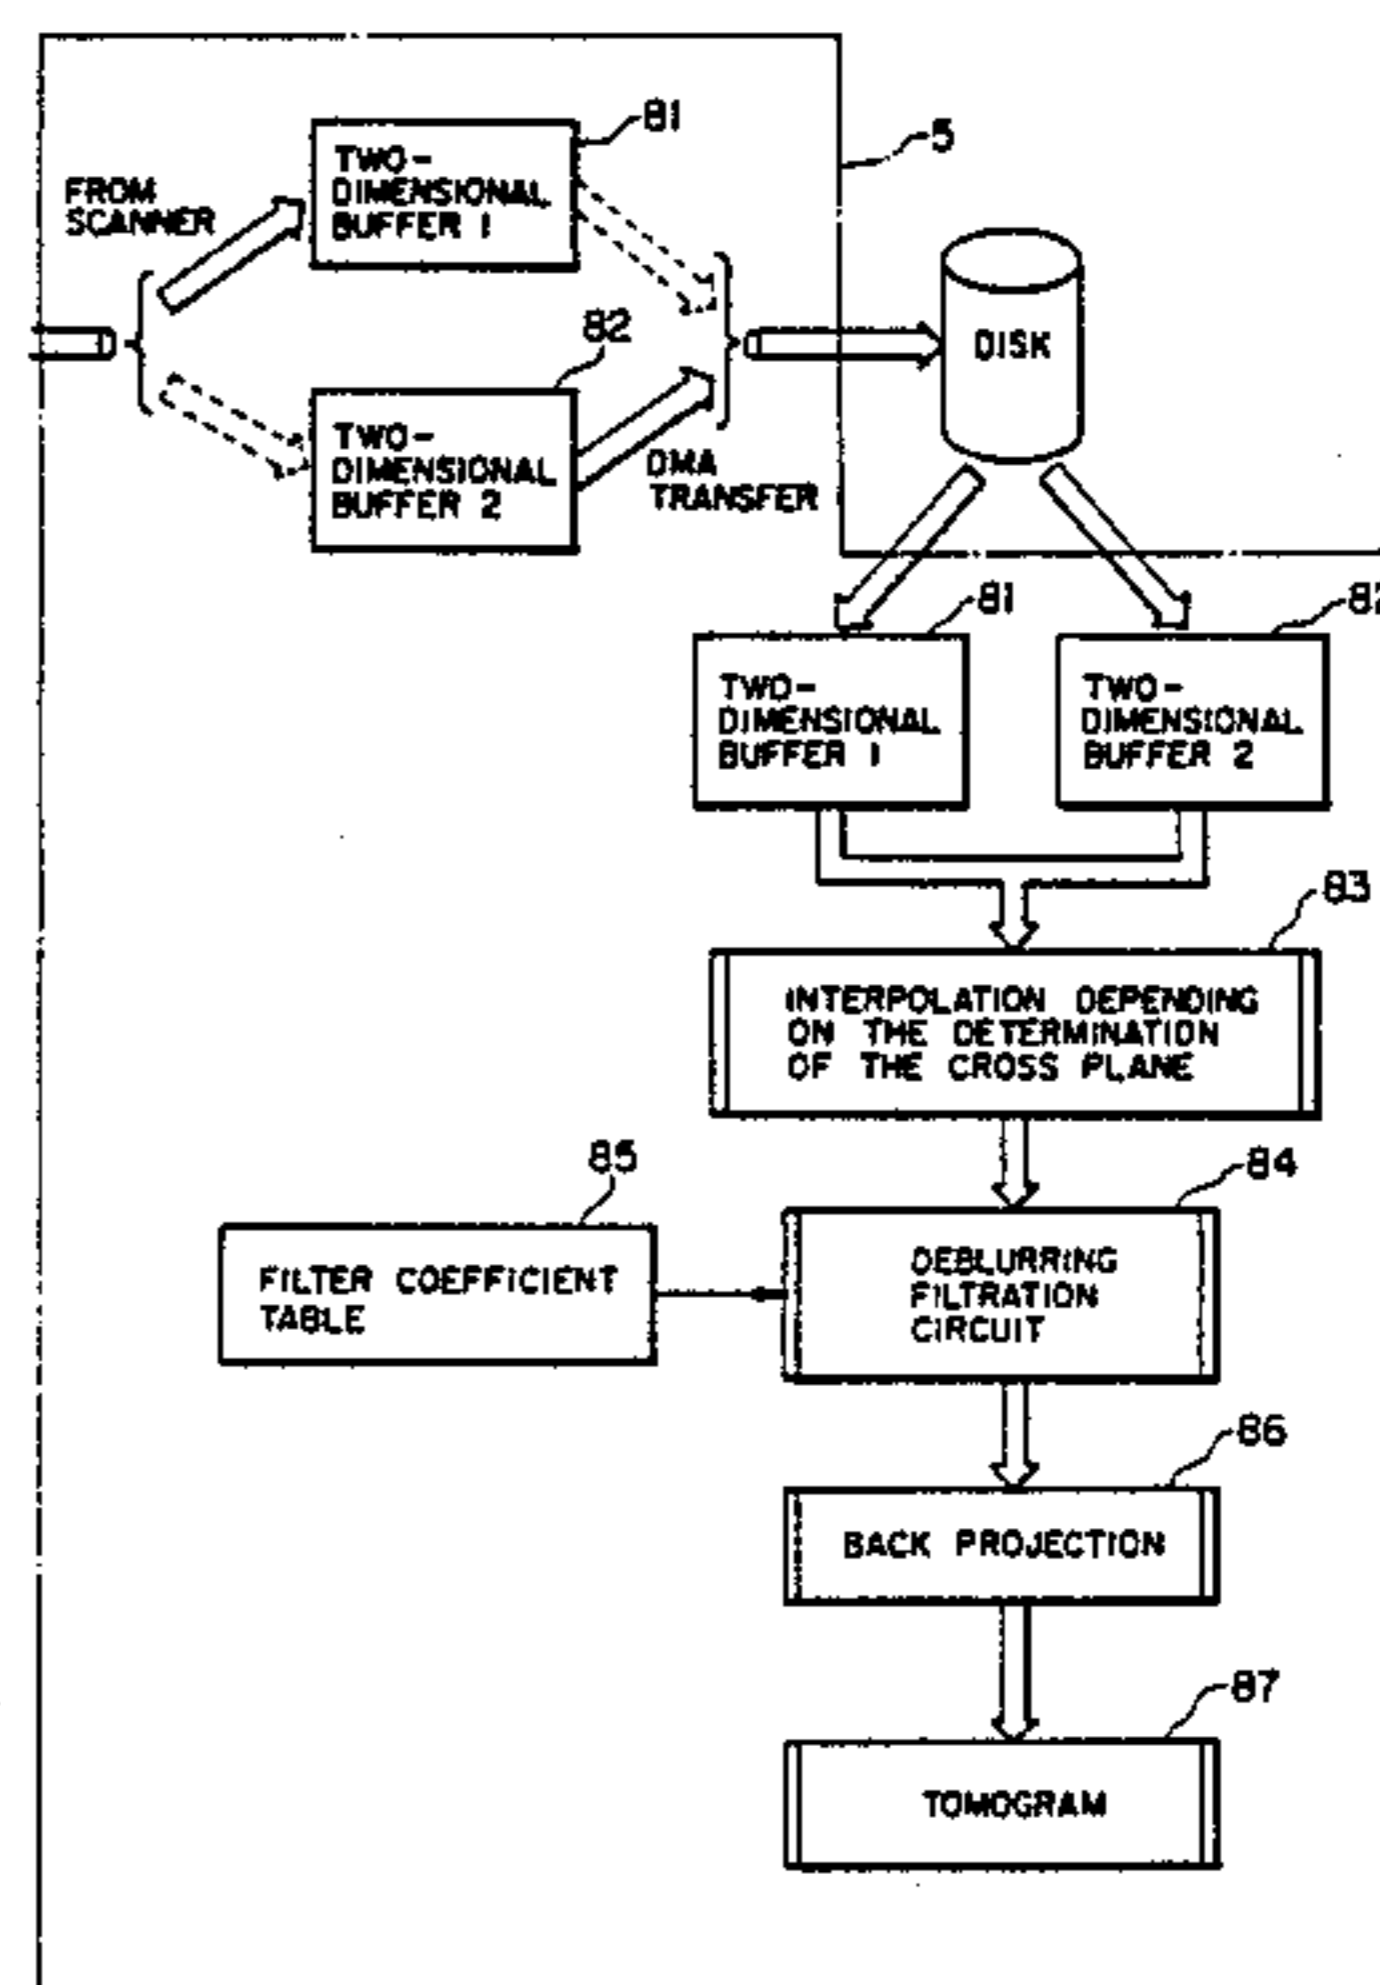 81
TWO-
DIMENSIONAL
BUFFER 1
5
FROM
SCANNER
82
TWO-
DIMENSIONAL
BUFFER 2
DISK
DMA
TRANSFER
81
TWO-
DIMENSIONAL
BUFFER 1
82
TWO-
DIMENSIONAL
BUFFER 2
83
INTERPOLATION DEPENDING
ON THE DETERMINATION
OF THE CROSS PLANE
85
FILTER COEFFICIENT
TABLE
84
DEBLURRING
FILTRATION
CIRCUIT
86
BACK PROJECTION
87
TOMOGRAM